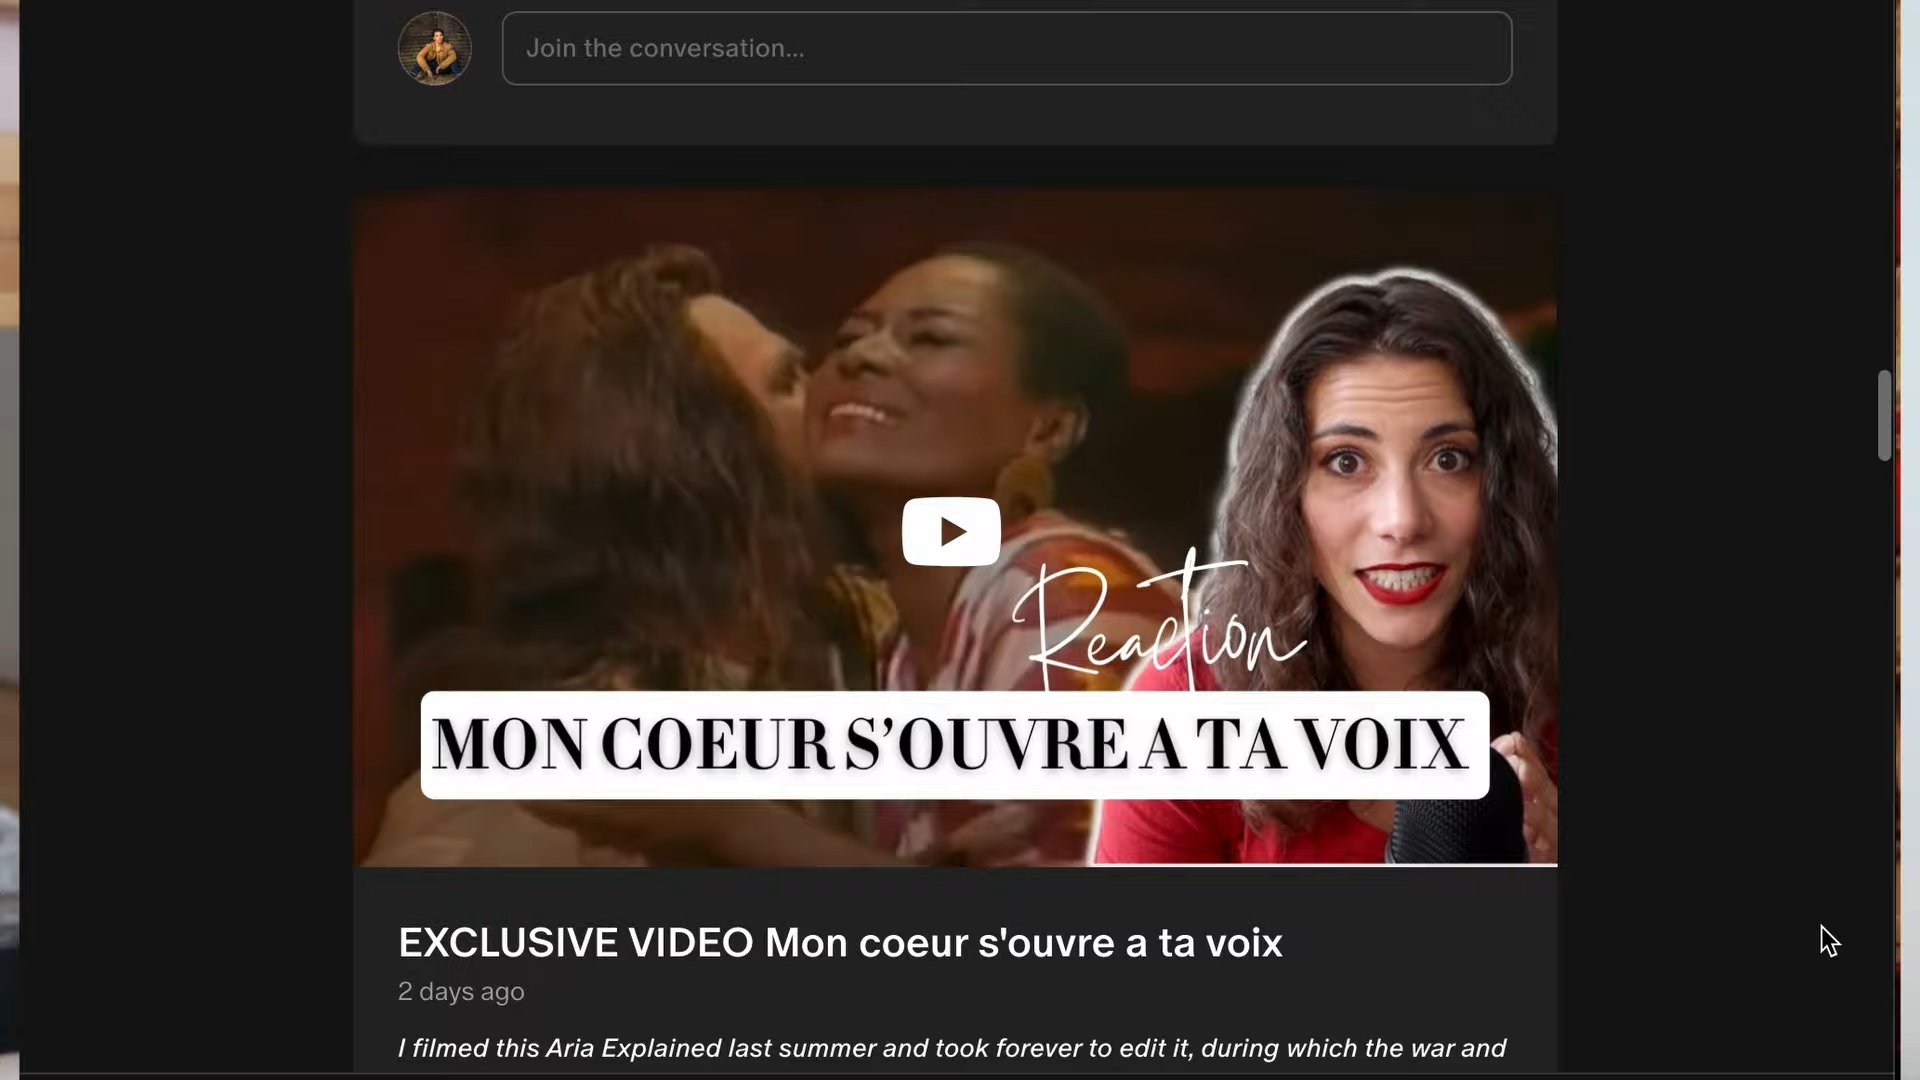 Join the conversation...
Reaction
MON COEUR S’OUVRE A TA VOIX
EXCLUSIVE VIDEO Mon coeur s'ouvre a ta voix
2 days ago
I filmed this Aria Explained last summer and took forever to edit it, during which the war and